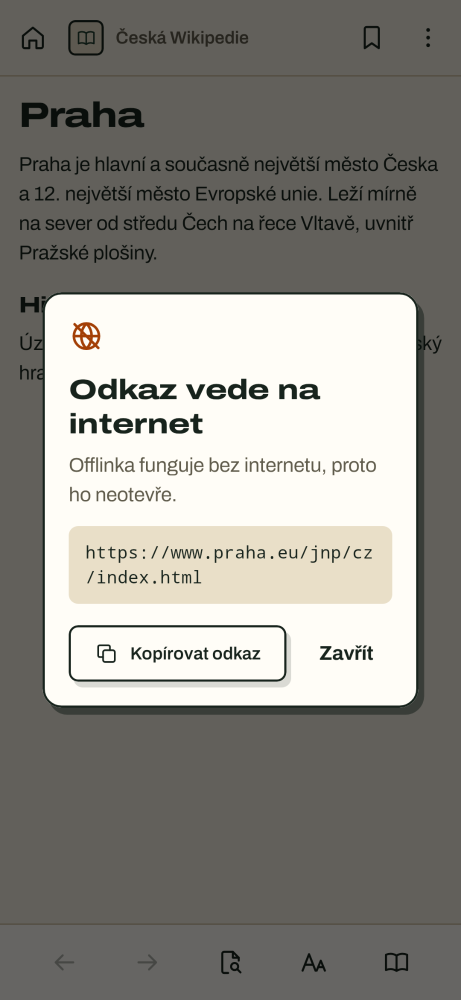 Česká Wikipedie
Praha
Praha je hlavní a současně největší město Česka
a 12. největší město Evropské unie. Leží mírně
na sever od středu Čech na řece Vltavě, uvnitř
Pražské plošiny.
Odkaz vede na
internet
Offlinka funguje bez internetu, proto
ho neotevře.
https://www.praha.eu/jnp/cz
/index.html
Kopírovat odkaz
Zavřít